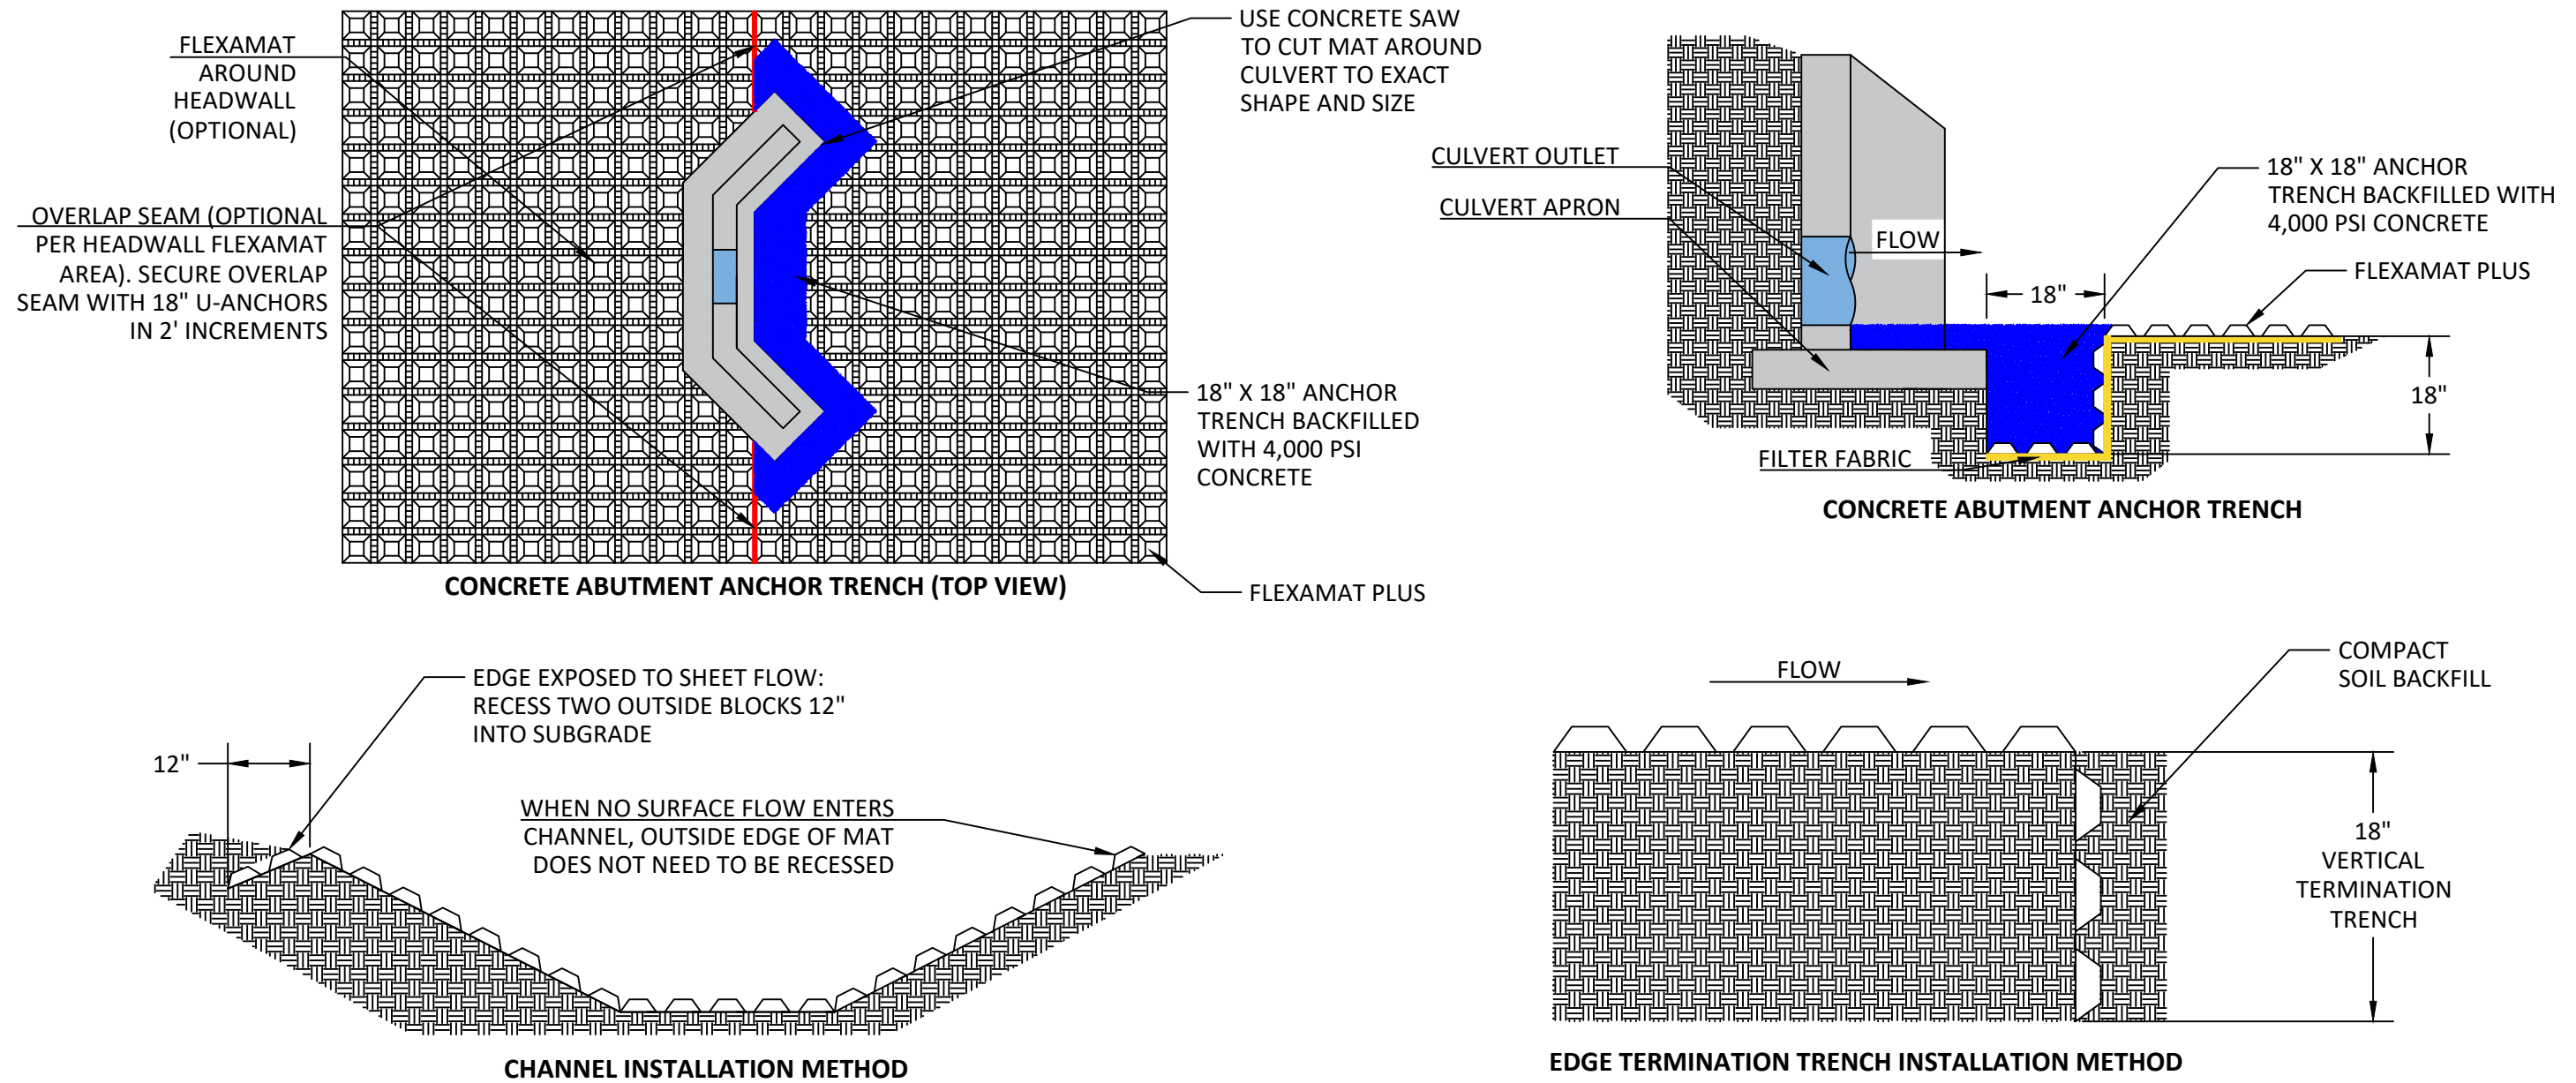 FLEXAMAT
AROUND
HEADWALL
(OPTIONAL)
OVERLAP SEAM (OPTIONAL
PER HEADWALL FLEXAMAT
AREA). SECURE OVERLAP
SEAM WITH 18" U-ANCHORS
IN 2' INCREMENTS
USE CONCRETE SAW
TO CUT MAT AROUND
CULVERT TO EXACT
SHAPE AND SIZE
18" X 18" ANCHOR
TRENCH BACKFILLED
WITH 4,000 PSI
CONCRETE
FLEXAMAT PLUS
CONCRETE ABUTMENT ANCHOR TRENCH (TOP VIEW)
CULVERT OUTLET
CULVERT APRON
FLOW
18"
18" X 18" ANCHOR
TRENCH BACKFILLED WITH
4,000 PSI CONCRETE
FLEXAMAT PLUS
18"
FILTER FABRIC
CONCRETE ABUTMENT ANCHOR TRENCH
EDGE EXPOSED TO SHEET FLOW:
RECESS TWO OUTSIDE BLOCKS 12"
INTO SUBGRADE
12"
WHEN NO SURFACE FLOW ENTERS
CHANNEL, OUTSIDE EDGE OF MAT
DOES NOT NEED TO BE RECESSED
CHANNEL INSTALLATION METHOD
FLOW
COMPACT
SOIL BACKFILL
18"
VERTICAL
TERMINATION
TRENCH
EDGE TERMINATION TRENCH INSTALLATION METHOD